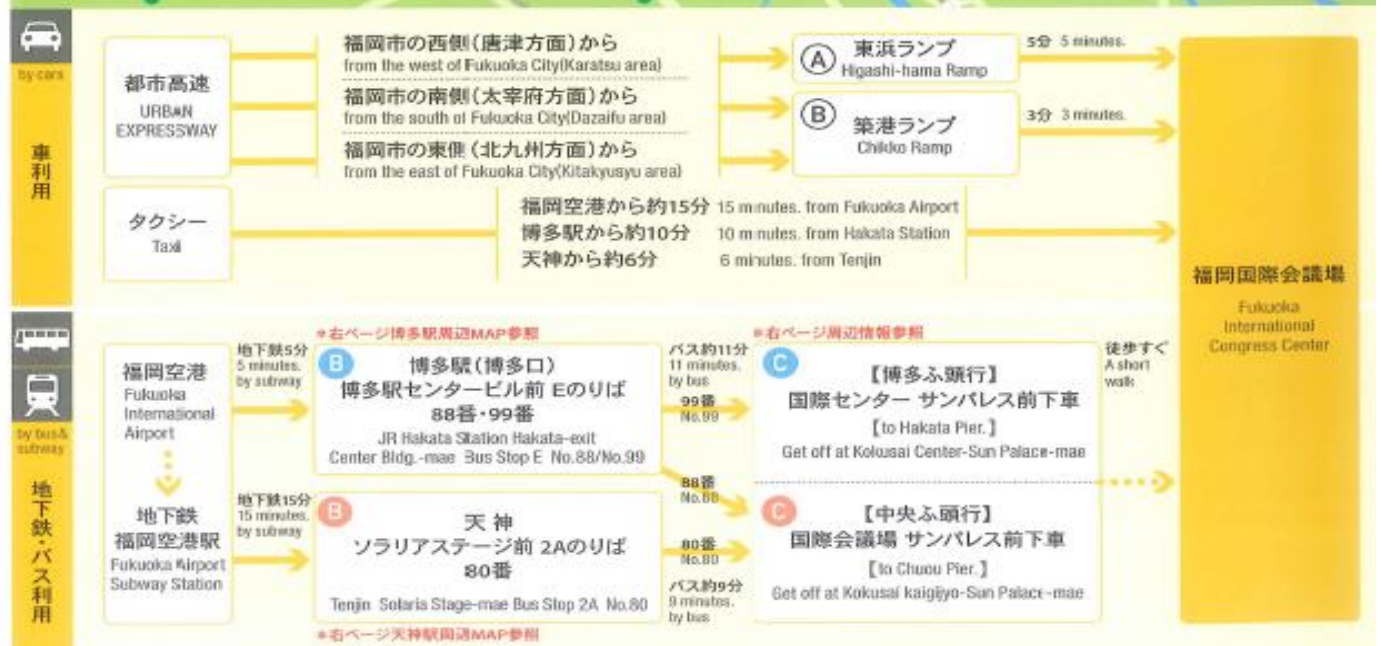 by cars
車利用
都市高速
URBAN
EXPRESSWAY
福岡市の西側(唐津方面)から
from the west of Fukuoka City(Karatsu area)
福岡市の南側(太宰府方面)から
from the south of Fukuoka City(Dazaifu area)
福岡市の東側(北九州方面)から
from the east of Fukuoka City(Kitakyusyu area)
A 東浜ランプ
Higashi-hama Ramp
5分 5 minutes.
B 築港ランプ
Chikko Ramp
3分 3 minutes.
タクシー
Taxi
福岡空港から約15分 15 minutes. from Fukuoka Airport
博多駅から約10分 10 minutes. from Hakata Station
天神から約6分 6 minutes. from Tenjin
福岡国際会議場
Fukuoka
International
Congress Center
by bus&
subway
地下鉄・バス利用
福岡空港
Fukuoka
International
Airport
地下鉄
福岡空港駅
Fukuoka Airport
Subway Station
地下鉄5分
5 minutes.
by subway
地下鉄15分
15 minutes.
by subway
*右ページ博多駅周辺MAP参照
B 博多駅(博多口)
博多駅センタービル前 Eのりば
88番・99番
JR Hakata Station Hakata-exit
Center Bldg.-mae Bus Stop E No.88/No.99
B 天神
ソラリアステージ前 2Aのりば
80番
Tenjin Solaria Stage-mae Bus Stop 2A No.80
*右ページ天神駅周辺MAP参照
バス約11分
11 minutes.
by bus
99番
No.99
88番
No.88
80番
No.80
バス約9分
9 minutes.
by bus
*右ページ周辺情報参照
C 【博多ふ頭行】
国際センター サンパレス前下車
【to Hakata Pier.】
Get off at Kokusai Center-Sun Palace-mae
C 【中央ふ頭行】
国際会議場 サンパレス前下車
【to Chuou Pier.】
Get off at Kokusai kaigijyo-Sun Palace-mae
徒歩すぐ
A short
walk